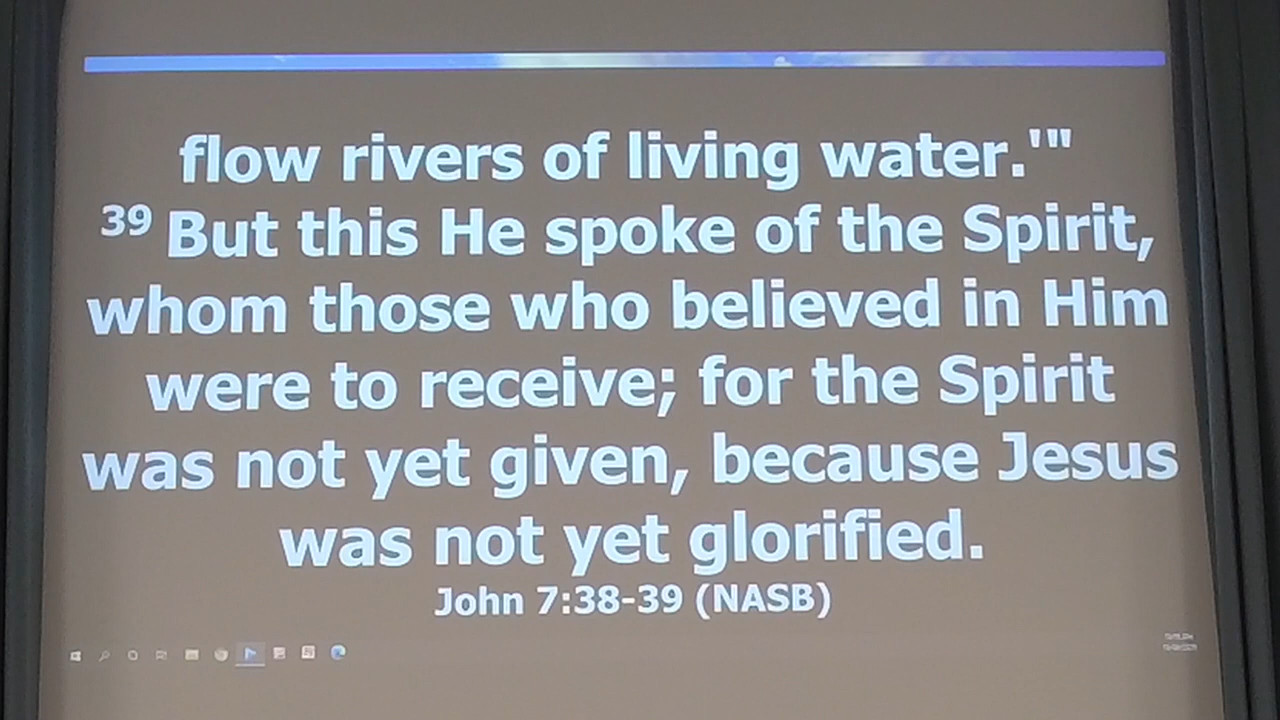 flow rivers of living water.'"
39 But this He spoke of the Spirit,
whom those who believed in Him
were to receive; for the Spirit
was not yet given, because Jesus
was not yet glorified.
John 7:38-39 (NASB)